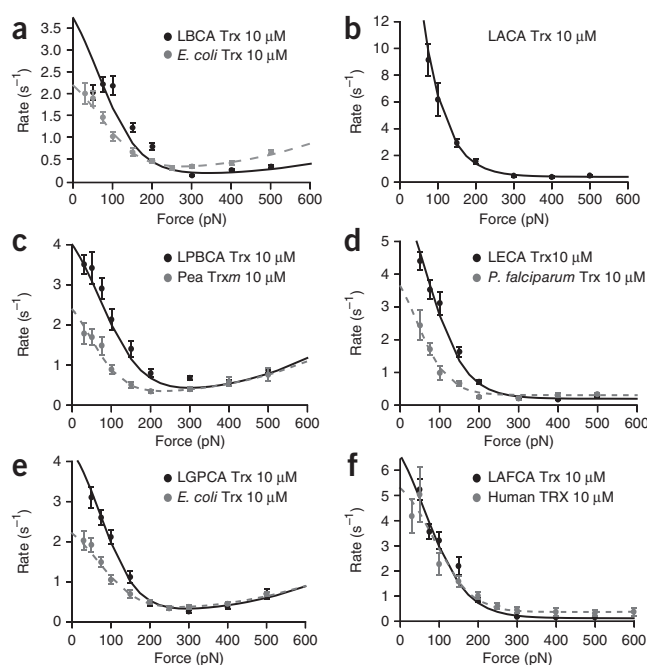 a
LBCA Trx 10 μM
E. coli Trx 10 μM
Rate (s⁻¹)
3.5
3.0
2.5
2.0
1.5
1.0
0.5
0
0 100 200 300 400 500 600
Force (pN)
b
LACA Trx 10 μM
Rate (s⁻¹)
12
10
8
6
4
2
0
0 100 200 300 400 500 600
Force (pN)
c
LPBCA Trx 10 μM
Pea Trxm 10 μM
Rate (s⁻¹)
4
3
2
1
0
0 100 200 300 400 500 600
Force (pN)
d
LECA Trx10 μM
P. falciparum Trx 10 μM
Rate (s⁻¹)
5
4
3
2
1
0
0 100 200 300 400 500 600
Force (pN)
e
LGPCA Trx 10 μM
E. coli Trx 10 μM
Rate (s⁻¹)
4
3
2
1
0
0 100 200 300 400 500 600
Force (pN)
f
LAFCA Trx 10 μM
Human TRX 10 μM
Rate (s⁻¹)
6
5
4
3
2
1
0
0 100 200 300 400 500 600
Force (pN)